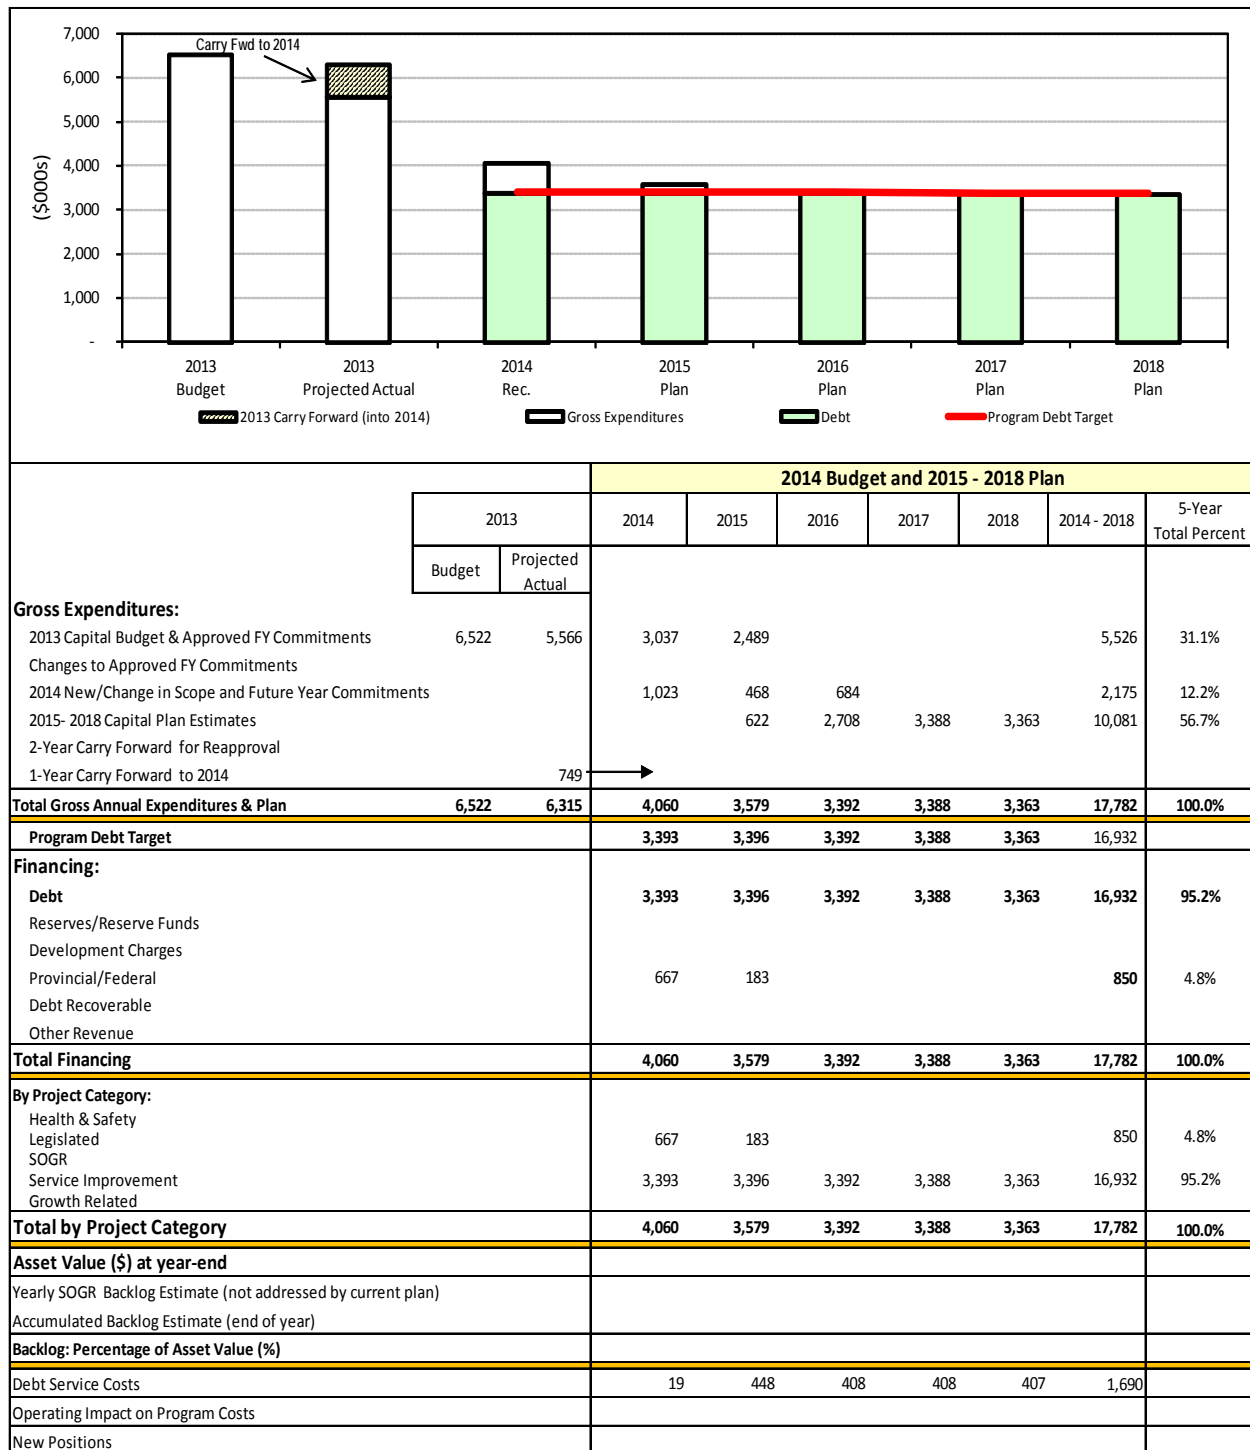 7,000
6,000
5,000
4,000
3,000
2,000
1,000
-
($000s)
Carry Fwd to 2014
2013 2013 2014 2015 2016 2017 2018
Budget Projected Actual Rec. Plan Plan Plan Plan
2013 Carry Forward (into 2014) Gross Expenditures Debt Program Debt Target
2014 Budget and 2015 - 2018 Plan
2013 2014 2015 2016 2017 2018 2014 - 2018 5-Year
Total Percent
Budget Projected
Actual
Gross Expenditures:
2013 Capital Budget & Approved FY Commitments 6,522 5,566 3,037 2,489 5,526 31.1%
Changes to Approved FY Commitments
2014 New/Change in Scope and Future Year Commitments 1,023 468 684 2,175 12.2%
2015- 2018 Capital Plan Estimates 622 2,708 3,388 3,363 10,081 56.7%
2-Year Carry Forward for Reapproval
1-Year Carry Forward to 2014 749
Total Gross Annual Expenditures & Plan 6,522 6,315 4,060 3,579 3,392 3,388 3,363 17,782 100.0%
Program Debt Target 3,393 3,396 3,392 3,388 3,363 16,932
Financing:
Debt 3,393 3,396 3,392 3,388 3,363 16,932 95.2%
Reserves/Reserve Funds
Development Charges
Provincial/Federal 667 183 850 4.8%
Debt Recoverable
Other Revenue
Total Financing 4,060 3,579 3,392 3,388 3,363 17,782 100.0%
By Project Category:
Health & Safety
Legislated 667 183 850 4.8%
SOGR
Service Improvement 3,393 3,396 3,392 3,388 3,363 16,932 95.2%
Growth Related
Total by Project Category 4,060 3,579 3,392 3,388 3,363 17,782 100.0%
Asset Value ($) at year-end
Yearly SOGR Backlog Estimate (not addressed by current plan)
Accumulated Backlog Estimate (end of year)
Backlog: Percentage of Asset Value (%)
Debt Service Costs 19 448 408 408 407 1,690
Operating Impact on Program Costs
New Positions